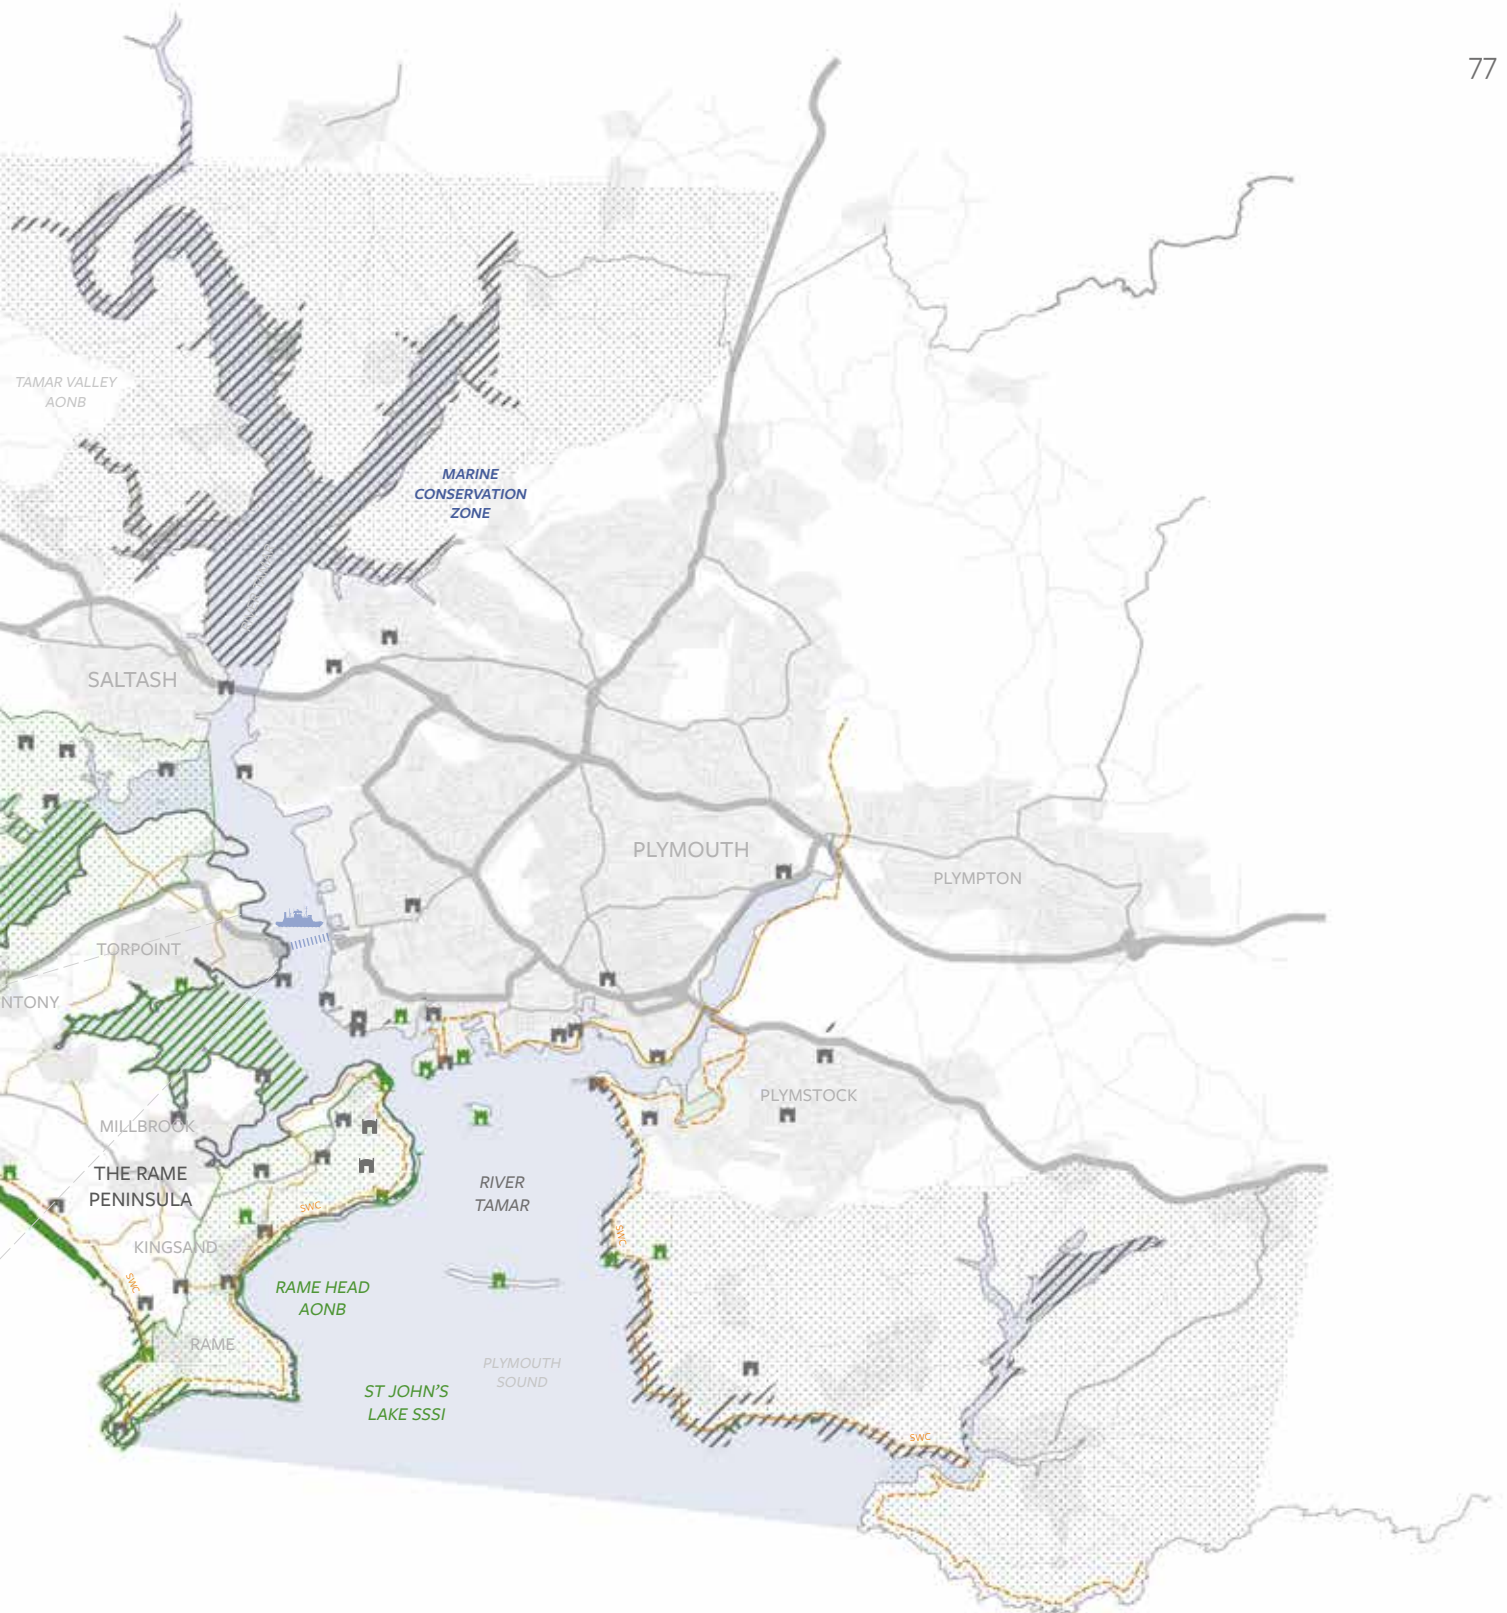 77
TAMAR VALLEY
AONB
MARINE
CONSERVATION
ZONE
SALTASH
PLYMOUTH
PLYMPTON
TORPOINT
NTONY
PLYMSTOCK
MILLBROOK
THE RAME
PENINSULA
RIVER
TAMAR
SWC
SWC
KINGSAND
SWC
RAME HEAD
AONB
RAME
PLYMOUTH
SOUND
ST JOHN'S
LAKE SSSI
SWC